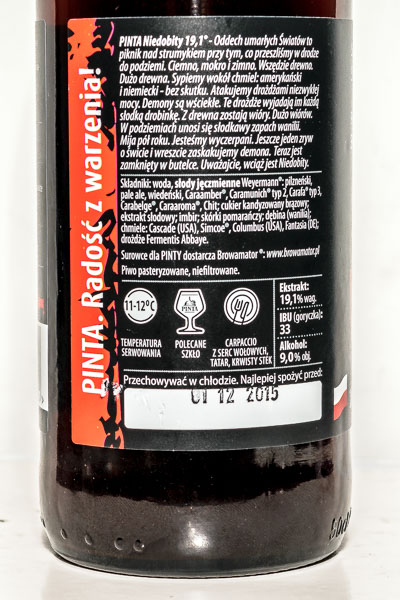 PINTA. Radość z warzenia!
PINTA Niedobity 19,1° - Oddech umarłych Światów to
piknik nad strumykiem przy tym, co przeszliśmy w drodze
do podziemi. Ciemno, mokro i zimno. Wszędzie drewno.
Dużo drewna. Sypiemy wokół chmiel: amerykański
i niemiecki - bez skutku. Atakujemy drożdżami niezwykłej
mocy. Demony są wściekłe. Te drożdże wyjadają im każdą
słodką drobinkę. Z drewna zostają wióry. Dużo wiórów.
W podziemiach unosi się słodkawy zapach wanilii.
Mija pół roku. Jesteśmy wyczerpani. Jeszcze jeden zryw
o świcie i wreszcie zaskakujemy demona. Teraz jest
zamknięty w butelce. Uważajcie, wciąż jest Niedobity.
Składniki: woda, słody jęczmienne Weyermann®: pilzneński,
pale ale, wiedeński, Caraamber®, Caramunich® typ 2, Carafa® typ 3,
Carabelge®, Caraaroma®, Chit; cukier kandyzowany brązowy;
ekstrakt słodowy; imbir; skórki pomarańczy; dębina (wanilia);
chmiele: Cascade (USA), Simcoe®, Columbus (USA), Fantasia (DE);
drożdże Fermentis Abbaye.
Surowce dla PINTY dostarcza Browamator®: www.browamator.pl
Piwo pasteryzowane, niefiltrowane.
11-12°C
PINTA
TEMPERATURA
SERWOWANIA
POLECANE
SZKŁO
CARPACCIO
Z SERC WOŁOWYCH,
TATAR, KRWISTY STEK
Ekstrakt:
19,1% wag.
IBU (goryczka):
33
Alkohol:
9,0% obj.
Przechowywać w chłodzie. Najlepiej spożyć przed:
01 12 2015